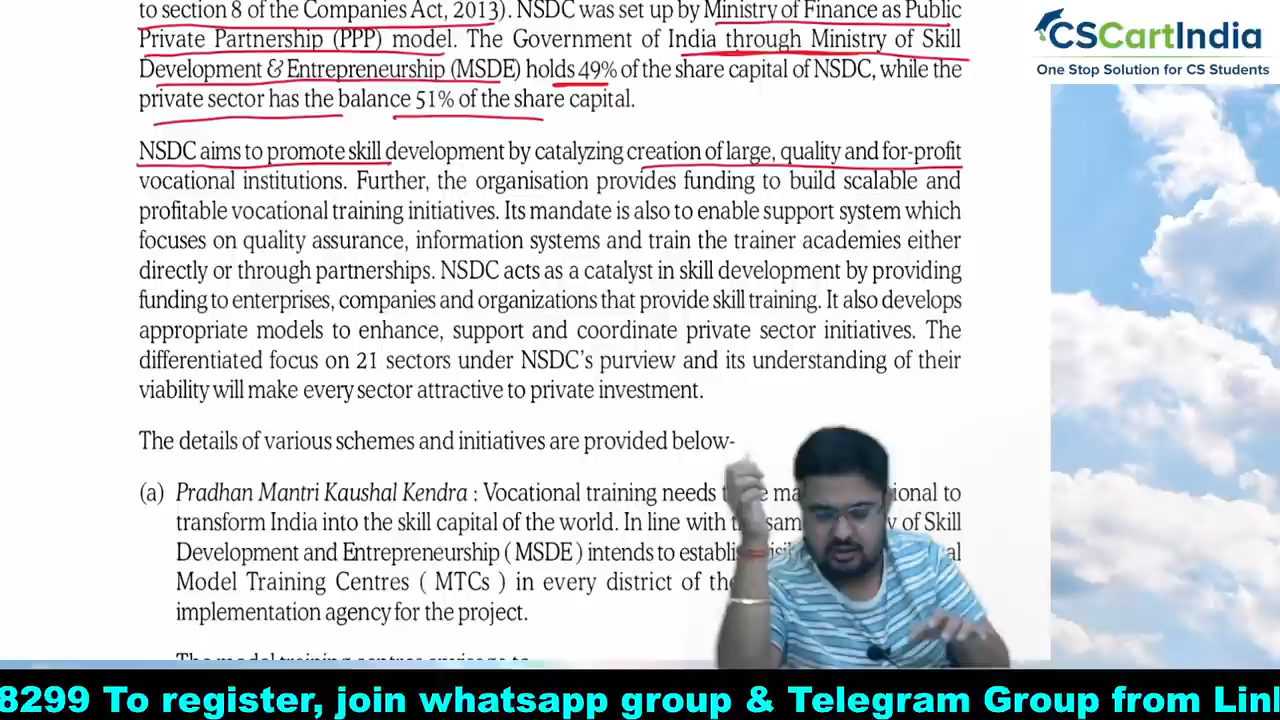 to section 8 of the Companies Act, 2013). NSDC was set up by Ministry of Finance as Public
Private Partnership (PPP) model. The Government of India through Ministry of Skill
Development & Entrepreneurship (MSDE) holds 49% of the share capital of NSDC, while the
private sector has the balance 51% of the share capital.
NSDC aims to promote skill development by catalyzing creation of large, quality and for-profit
vocational institutions. Further, the organisation provides funding to build scalable and
profitable vocational training initiatives. Its mandate is also to enable support system which
focuses on quality assurance, information systems and train the trainer academies either
directly or through partnerships. NSDC acts as a catalyst in skill development by providing
funding to enterprises, companies and organizations that provide skill training. It also develops
appropriate models to enhance, support and coordinate private sector initiatives. The
differentiated focus on 21 sectors under NSDC's purview and its understanding of their
viability will make every sector attractive to private investment.
The details of various schemes and initiatives are provided below-
(a) Pradhan Mantri Kaushal Kendra : Vocational training needs to
transform India into the skill capital of the world. In line with of Skill
Development and Entrepreneurship ( MSDE ) intends to
Model Training Centres ( MTCs ) in every district of
implementation agency for the project.
CSCartIndia
One Stop Solution for CS Students
8299 To register, join whatsapp group & Telegram Group from